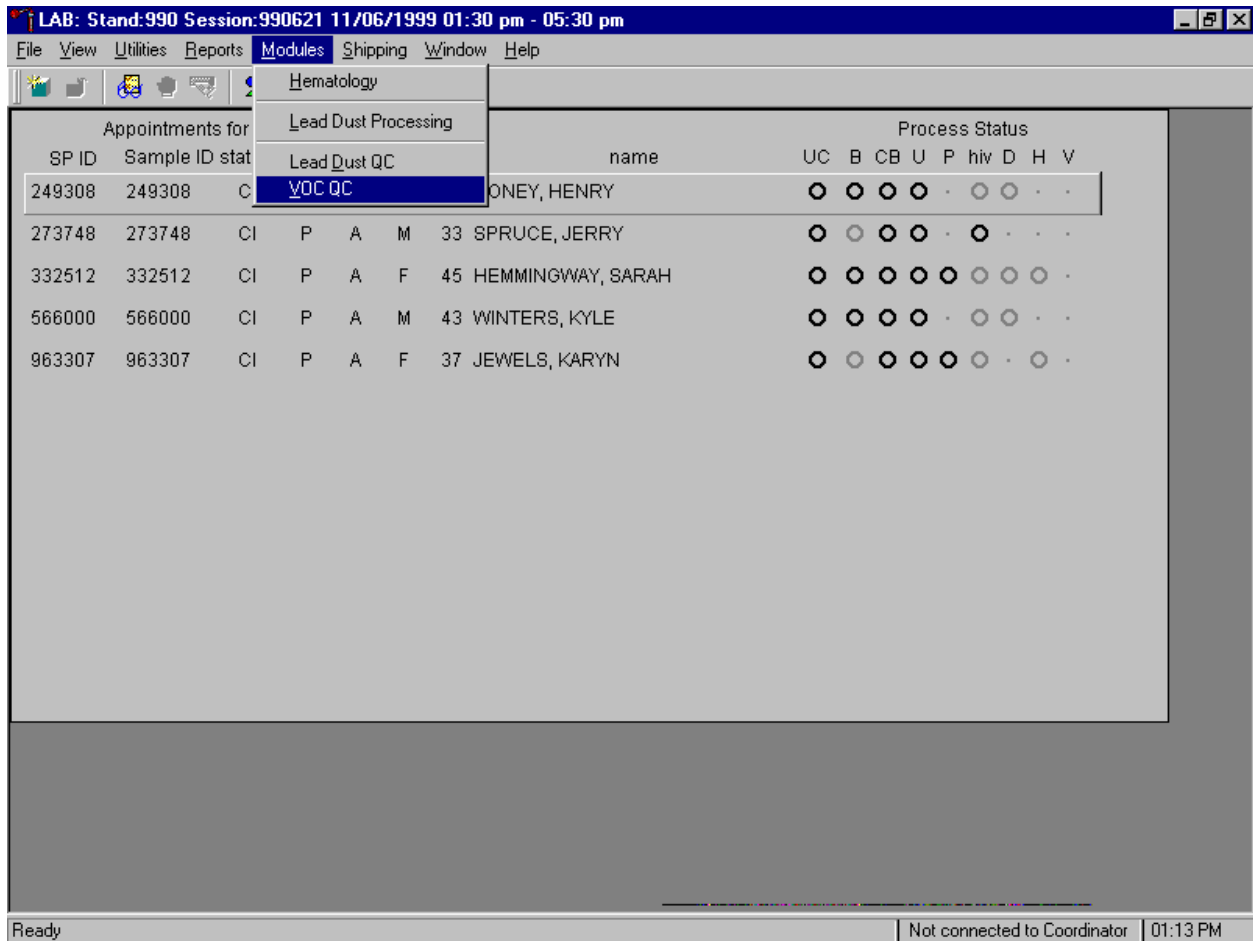 LAB: Stand:990 Session:990621 11/06/1999 01:30 pm - 05:30 pm
File View Utilities Reports Modules Shipping Window Help
Hematology
Lead Dust Processing
Lead Dust QC
VOC QC
Appointments for
Process Status
SP ID Sample ID stat name UC B CB U P hiv D H V
249308 249308 C ONEY, HENRY
273748 273748 CI P A M 33 SPRUCE, JERRY
332512 332512 CI P A F 45 HEMMINGWAY, SARAH
566000 566000 CI P A M 43 WINTERS, KYLE
963307 963307 CI P A F 37 JEWELS, KARYN
Ready Not connected to Coordinator 01:13 PM